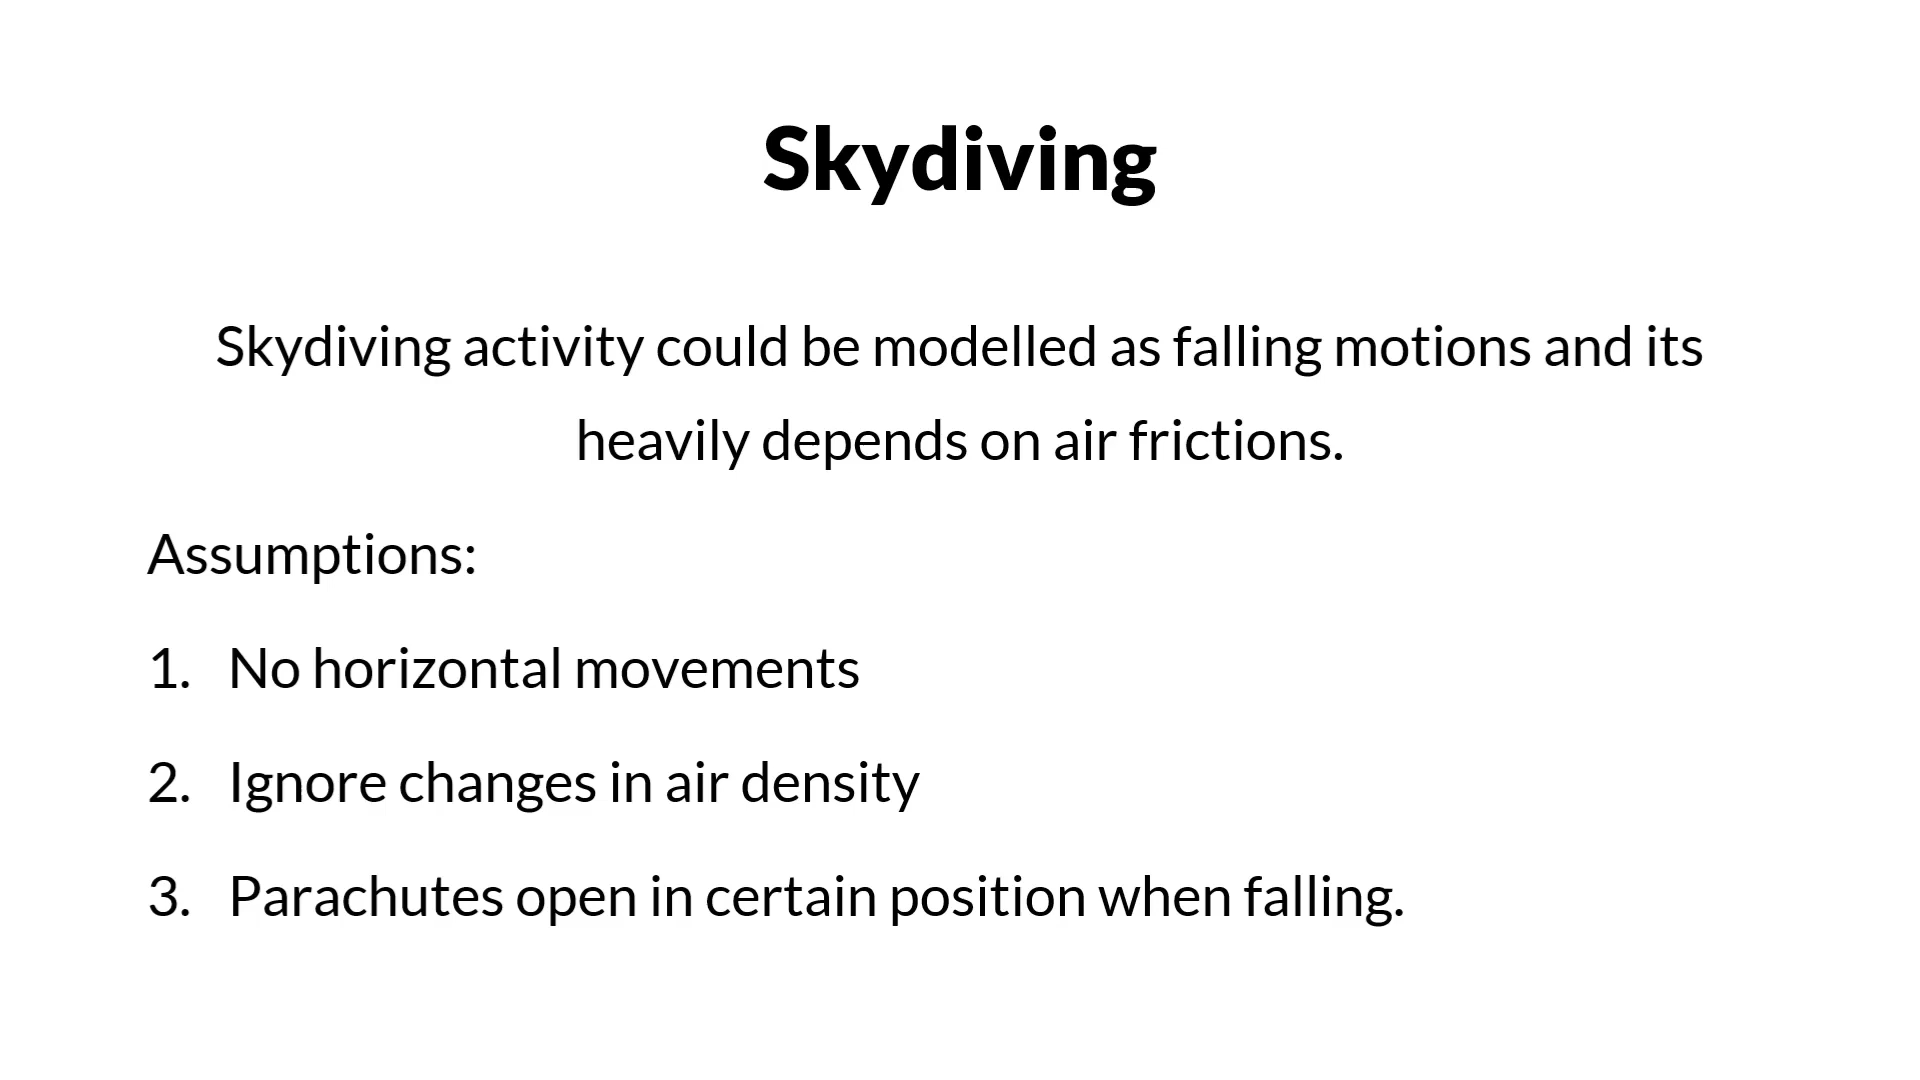 Skydiving
Skydiving activity could be modelled as falling motions and its
heavily depends on air frictions.
Assumptions:
1. No horizontal movements
2. Ignore changes in air density
3. Parachutes open in certain position when falling.